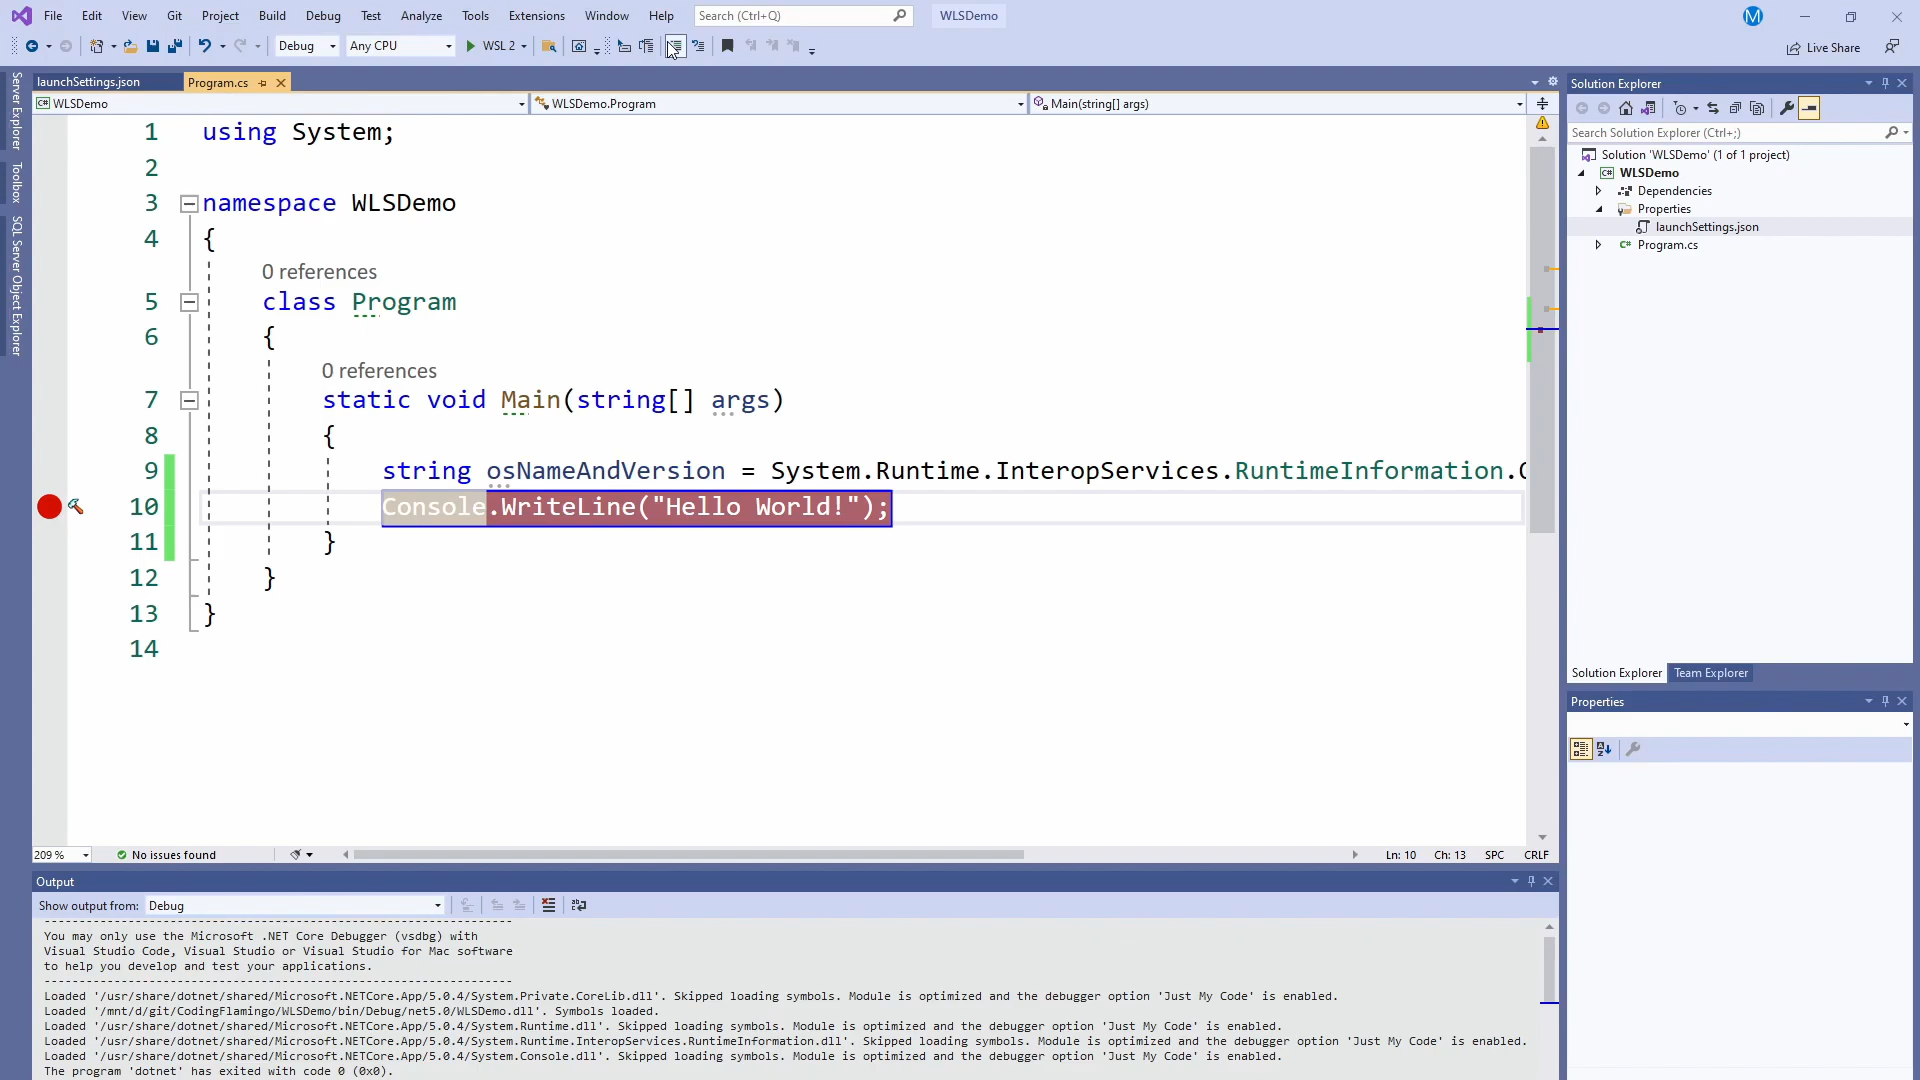 File Edit View Git Project Build Debug Test Analyze Tools Extensions Window Help Search (Ctrl+Q) WLSDemo M
Debug Any CPU WSL 2 Live Share
launchSettings.json Program.cs
WLSDemo WLSDemo.Program Main(string[] args)
Server Explorer
Toolbox
SQL Server Object Explorer
1 using System;
2
3 namespace WLSDemo
4 {
0 references
5 class Program
6 {
0 references
7 static void Main(string[] args)
8 {
9 string osNameAndVersion = System.Runtime.InteropServices.RuntimeInformation.
10 Console.WriteLine("Hello World!");
11 }
12 }
13 }
14
209 % No issues found Ln: 10 Ch: 13 SPC CRLF
Output
Show output from: Debug
You may only use the Microsoft .NET Core Debugger (vsdbg) with
Visual Studio Code, Visual Studio or Visual Studio for Mac software
to help you develop and test your applications.
-------------------------------------------------------------------
Loaded '/usr/share/dotnet/shared/Microsoft.NETCore.App/5.0.4/System.Private.CoreLib.dll'. Skipped loading symbols. Module is optimized and the debugger option 'Just My Code' is enabled.
Loaded '/mnt/d/git/CodingFlamingo/WLSDemo/bin/Debug/net5.0/WLSDemo.dll'. Symbols loaded.
Loaded '/usr/share/dotnet/shared/Microsoft.NETCore.App/5.0.4/System.Runtime.dll'. Skipped loading symbols. Module is optimized and the debugger option 'Just My Code' is enabled.
Loaded '/usr/share/dotnet/shared/Microsoft.NETCore.App/5.0.4/System.Runtime.InteropServices.RuntimeInformation.dll'. Skipped loading symbols. Module is optimized and the debugger option 'Just My Code' is enabled.
Loaded '/usr/share/dotnet/shared/Microsoft.NETCore.App/5.0.4/System.Console.dll'. Skipped loading symbols. Module is optimized and the debugger option 'Just My Code' is enabled.
The program 'dotnet' has exited with code 0 (0x0).
Solution Explorer
Search Solution Explorer (Ctrl+;)
Solution 'WLSDemo' (1 of 1 project)
WLSDemo
Dependencies
Properties
launchSettings.json
Program.cs
Solution Explorer Team Explorer
Properties